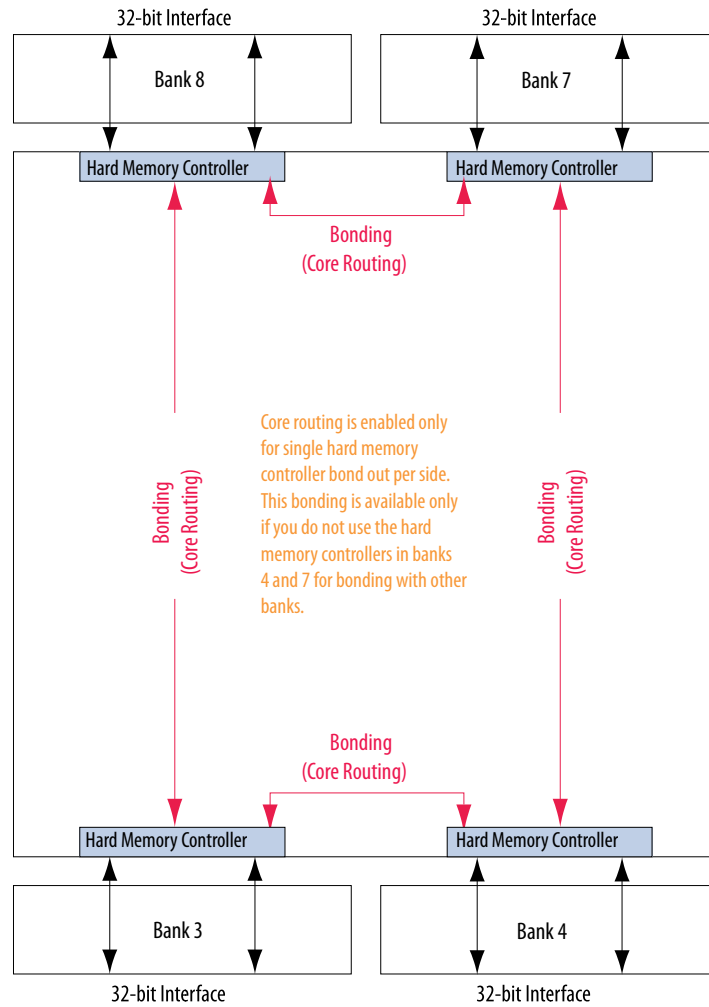 32-bit Interface
32-bit Interface
Bank 8
Bank 7
Hard Memory Controller
Hard Memory Controller
Bonding
(Core Routing)
Core routing is enabled only
for single hard memory
controller bond out per side.
This bonding is available only
if you do not use the hard
memory controllers in banks
4 and 7 for bonding with other
banks.
Bonding
(Core Routing)
Bonding
(Core Routing)
Bonding
(Core Routing)
Hard Memory Controller
Hard Memory Controller
Bank 3
Bank 4
32-bit Interface
32-bit Interface